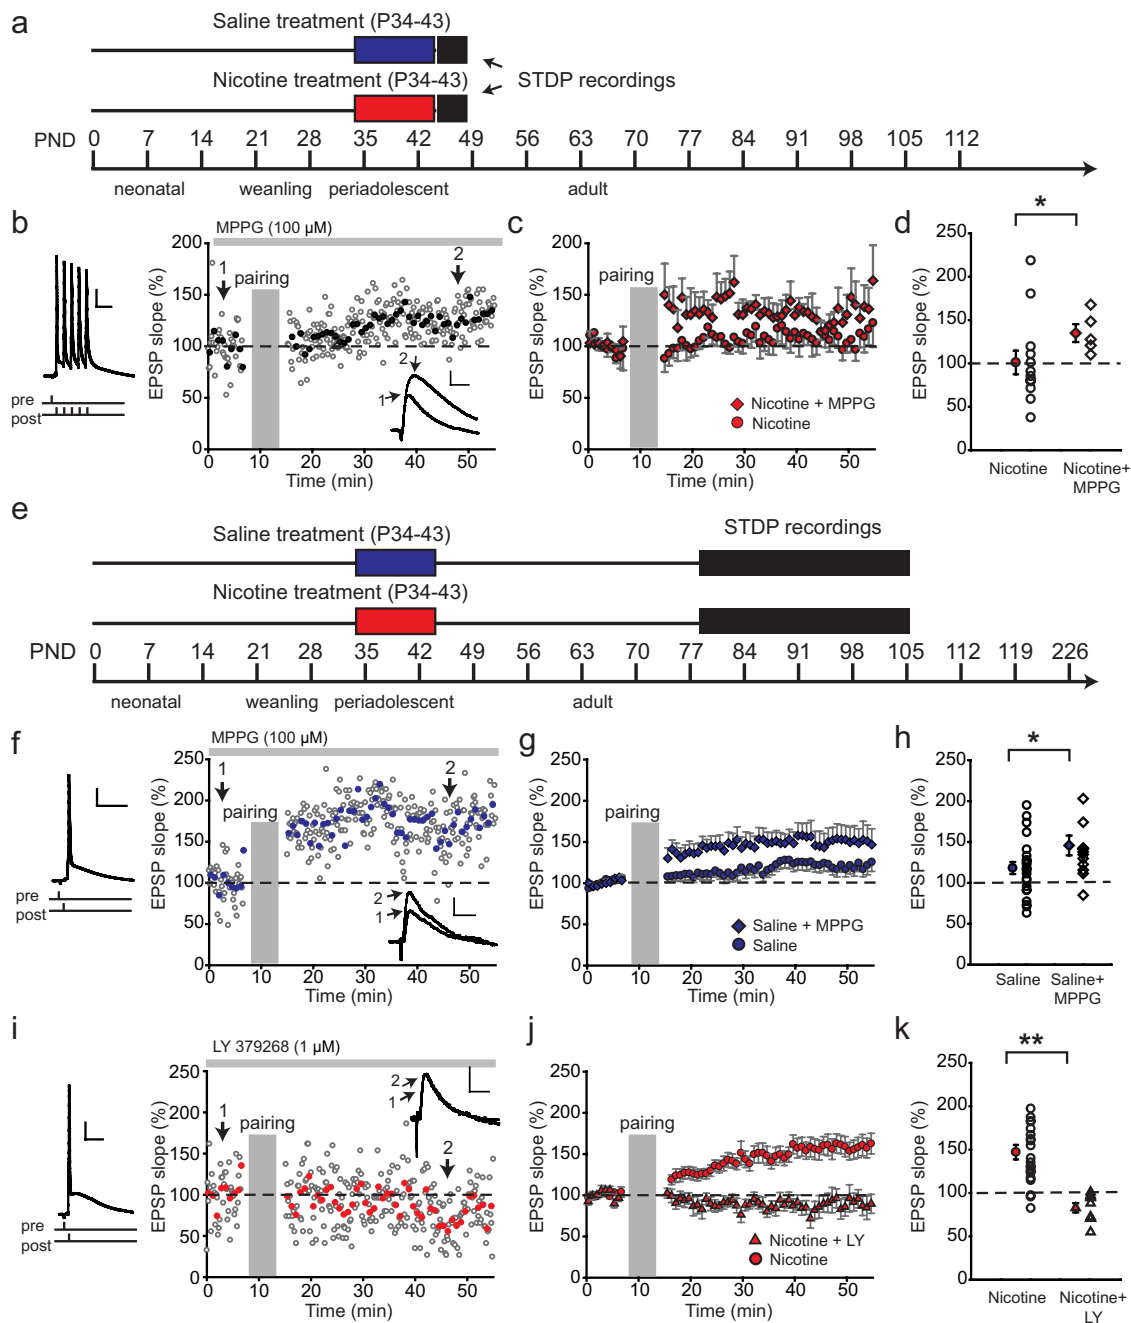 a
Saline treatment (P34-43)
Nicotine treatment (P34-43)
STDP recordings
PND 0 7 14 21 28 35 42 49 56 63 70 77 84 91 98 105 112
neonatal weanling periadolescent adult
b
pre
post
MPPG (100 µM)
EPSP slope (%)
200
150
100
50
0
1
pairing
2
2
1
0 10 20 30 40 50
Time (min)
c
EPSP slope (%)
200
150
100
50
0
pairing
Nicotine + MPPG
Nicotine
0 10 20 30 40 50
Time (min)
d
*
EPSP slope (%)
250
200
150
100
50
0
Nicotine Nicotine+
MPPG
e
Saline treatment (P34-43)
STDP recordings
Nicotine treatment (P34-43)
PND 0 7 14 21 28 35 42 49 56 63 70 77 84 91 98 105 112 119 226
neonatal weanling periadolescent adult
f
pre
post
MPPG (100 µM)
EPSP slope (%)
250
200
150
100
50
0
1
pairing
2
2
1
0 10 20 30 40 50
Time (min)
g
EPSP slope (%)
250
200
150
100
50
0
pairing
Saline + MPPG
Saline
0 10 20 30 40 50
Time (min)
h
*
EPSP slope (%)
250
200
150
100
50
0
Saline Saline+
MPPG
i
pre
post
LY 379268 (1 µM)
EPSP slope (%)
250
200
150
100
50
0
1
pairing
2
1
2
0 10 20 30 40 50
Time (min)
j
EPSP slope (%)
250
200
150
100
50
0
pairing
Nicotine + LY
Nicotine
0 10 20 30 40 50
Time (min)
k
**
EPSP slope (%)
250
200
150
100
50
0
Nicotine Nicotine+
LY